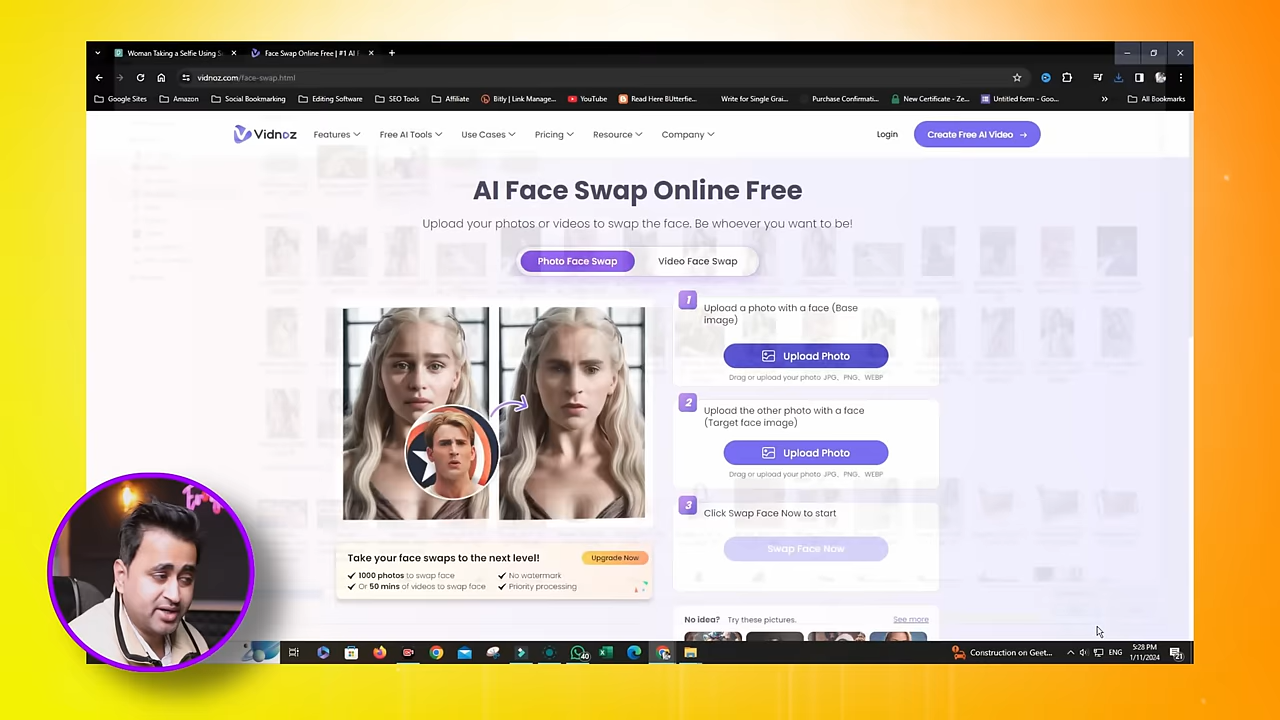 Woman Taking a Selfie Using S
Face Swap Online Free | #1 AI F
vidnoz.com/face-swap.html
Google Sites
Amazon
Social Bookmarking
Editing Software
SEO Tools
Affiliate
Bitly | Link Manage...
YouTube
Read Here BUtterfie...
Write for Single Grai...
Purchase Confirmati...
New Certificate - Ze...
Untitled form - Goo...
All Bookmarks
Vidnoz
Features
Free AI Tools
Use Cases
Pricing
Resource
Company
Login
Create Free AI Video
AI Face Swap Online Free
Upload your photos or videos to swap the face. Be whoever you want to be!
Photo Face Swap
Video Face Swap
1
Upload a photo with a face (Base
image)
Upload Photo
Drag or upload your photo JPG、PNG、WEBP
2
Upload the other photo with a face
(Target face image)
Upload Photo
Drag or upload your photo JPG、PNG、WEBP
3
Click Swap Face Now to start
Swap Face Now
Take your face swaps to the next level!
Upgrade Now
1000 photos to swap face
No watermark
Or 50 mins of videos to swap face
Priority processing
No idea? Try these pictures.
See more
40
Construction on Geet...
ENG
5:28 PM
1/11/2024
21